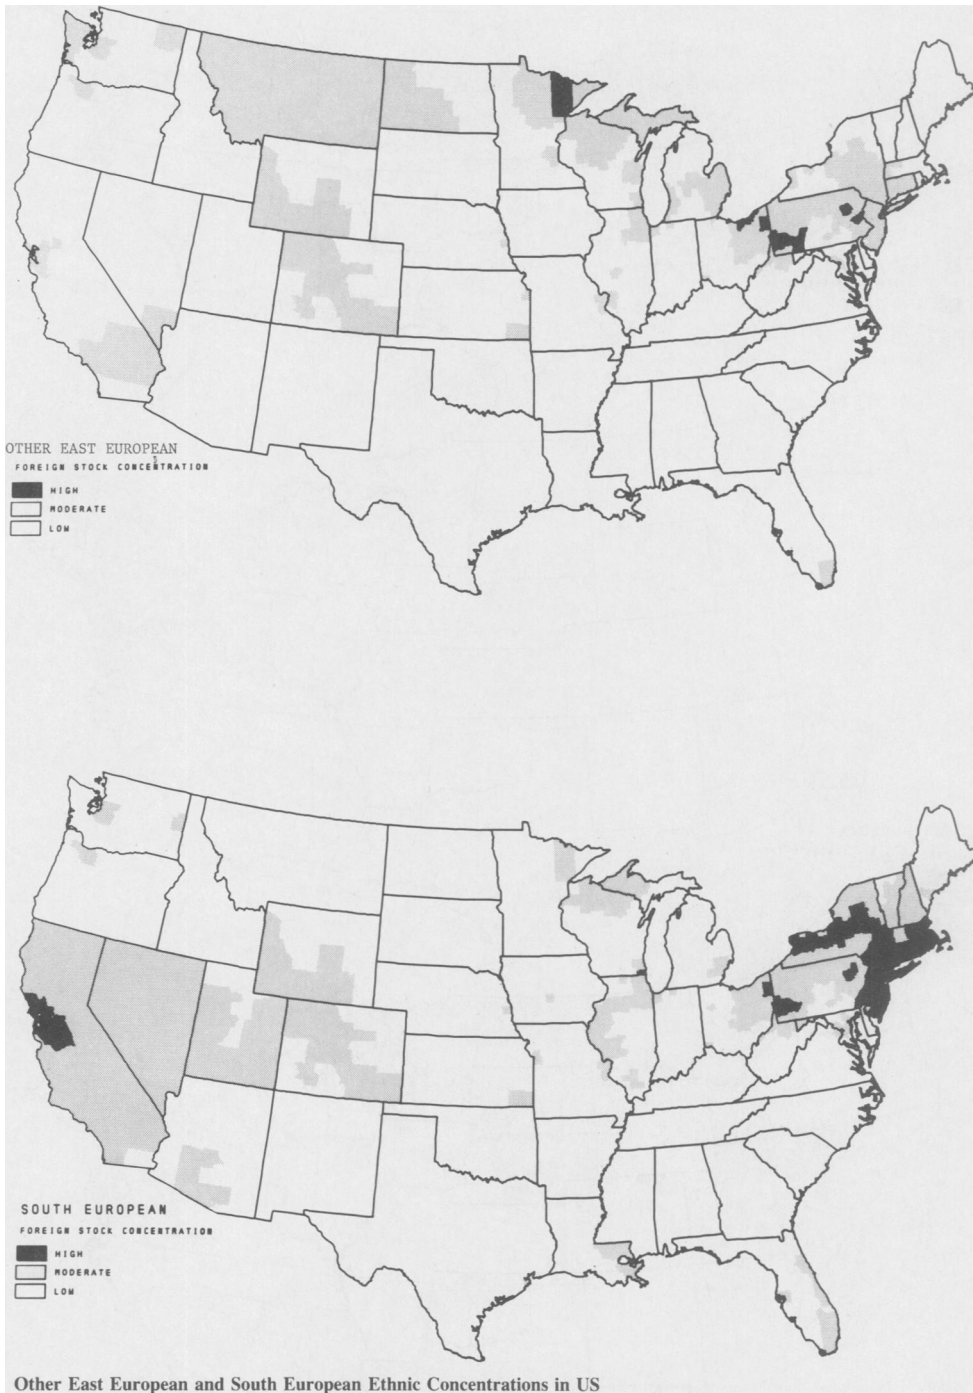 OTHER EAST EUROPEAN
FOREIGN STOCK CONCENTRATION
HIGH
MODERATE
LOW
SOUTH EUROPEAN
FOREIGN STOCK CONCENTRATION
HIGH
MODERATE
LOW
Other East European and South European Ethnic Concentrations in US